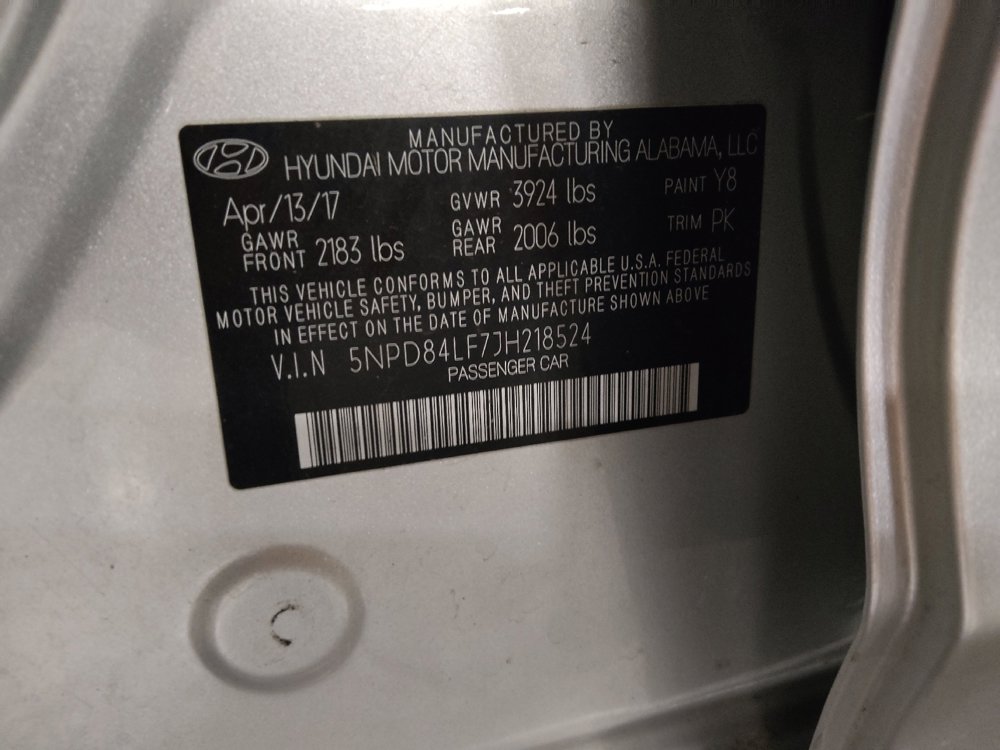 MANUFACTURED BY
HYUNDAI MOTOR MANUFACTURING ALABAMA, LLC
Apr/13/17 GVWR 3924 lbs PAINT Y8
GAWR FRONT 2183 lbs GAWR REAR 2006 lbs TRIM PK
THIS VEHICLE CONFORMS TO ALL APPLICABLE U.S.A. FEDERAL
MOTOR VEHICLE SAFETY, BUMPER, AND THEFT PREVENTION STANDARDS
IN EFFECT ON THE DATE OF MANUFACTURE SHOWN ABOVE
V.I.N 5NPD84LF7JH218524
PASSENGER CAR